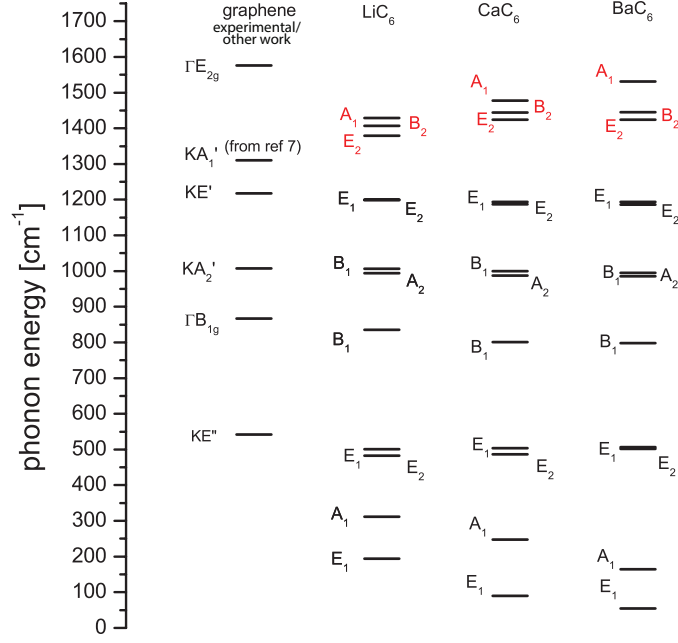 graphene
experimental/
other work
LiC6
CaC6
BaC6
phonon energy [cm-1]
1700
1600
1500
1400
1300
1200
1100
1000
900
800
700
600
500
400
300
200
100
0
ΓE2g
(from ref 7)
KA1'
KE'
KA2'
ΓB1g
KE"
A1
B2
E2
E1
E2
B1
A2
B1
E1
E2
A1
E1
A1
B2
E2
E1
E2
B1
A2
B1
E1
E2
A1
E1
A1
B2
E2
E1
E2
B1
A2
B1
E1
E2
A1
E1